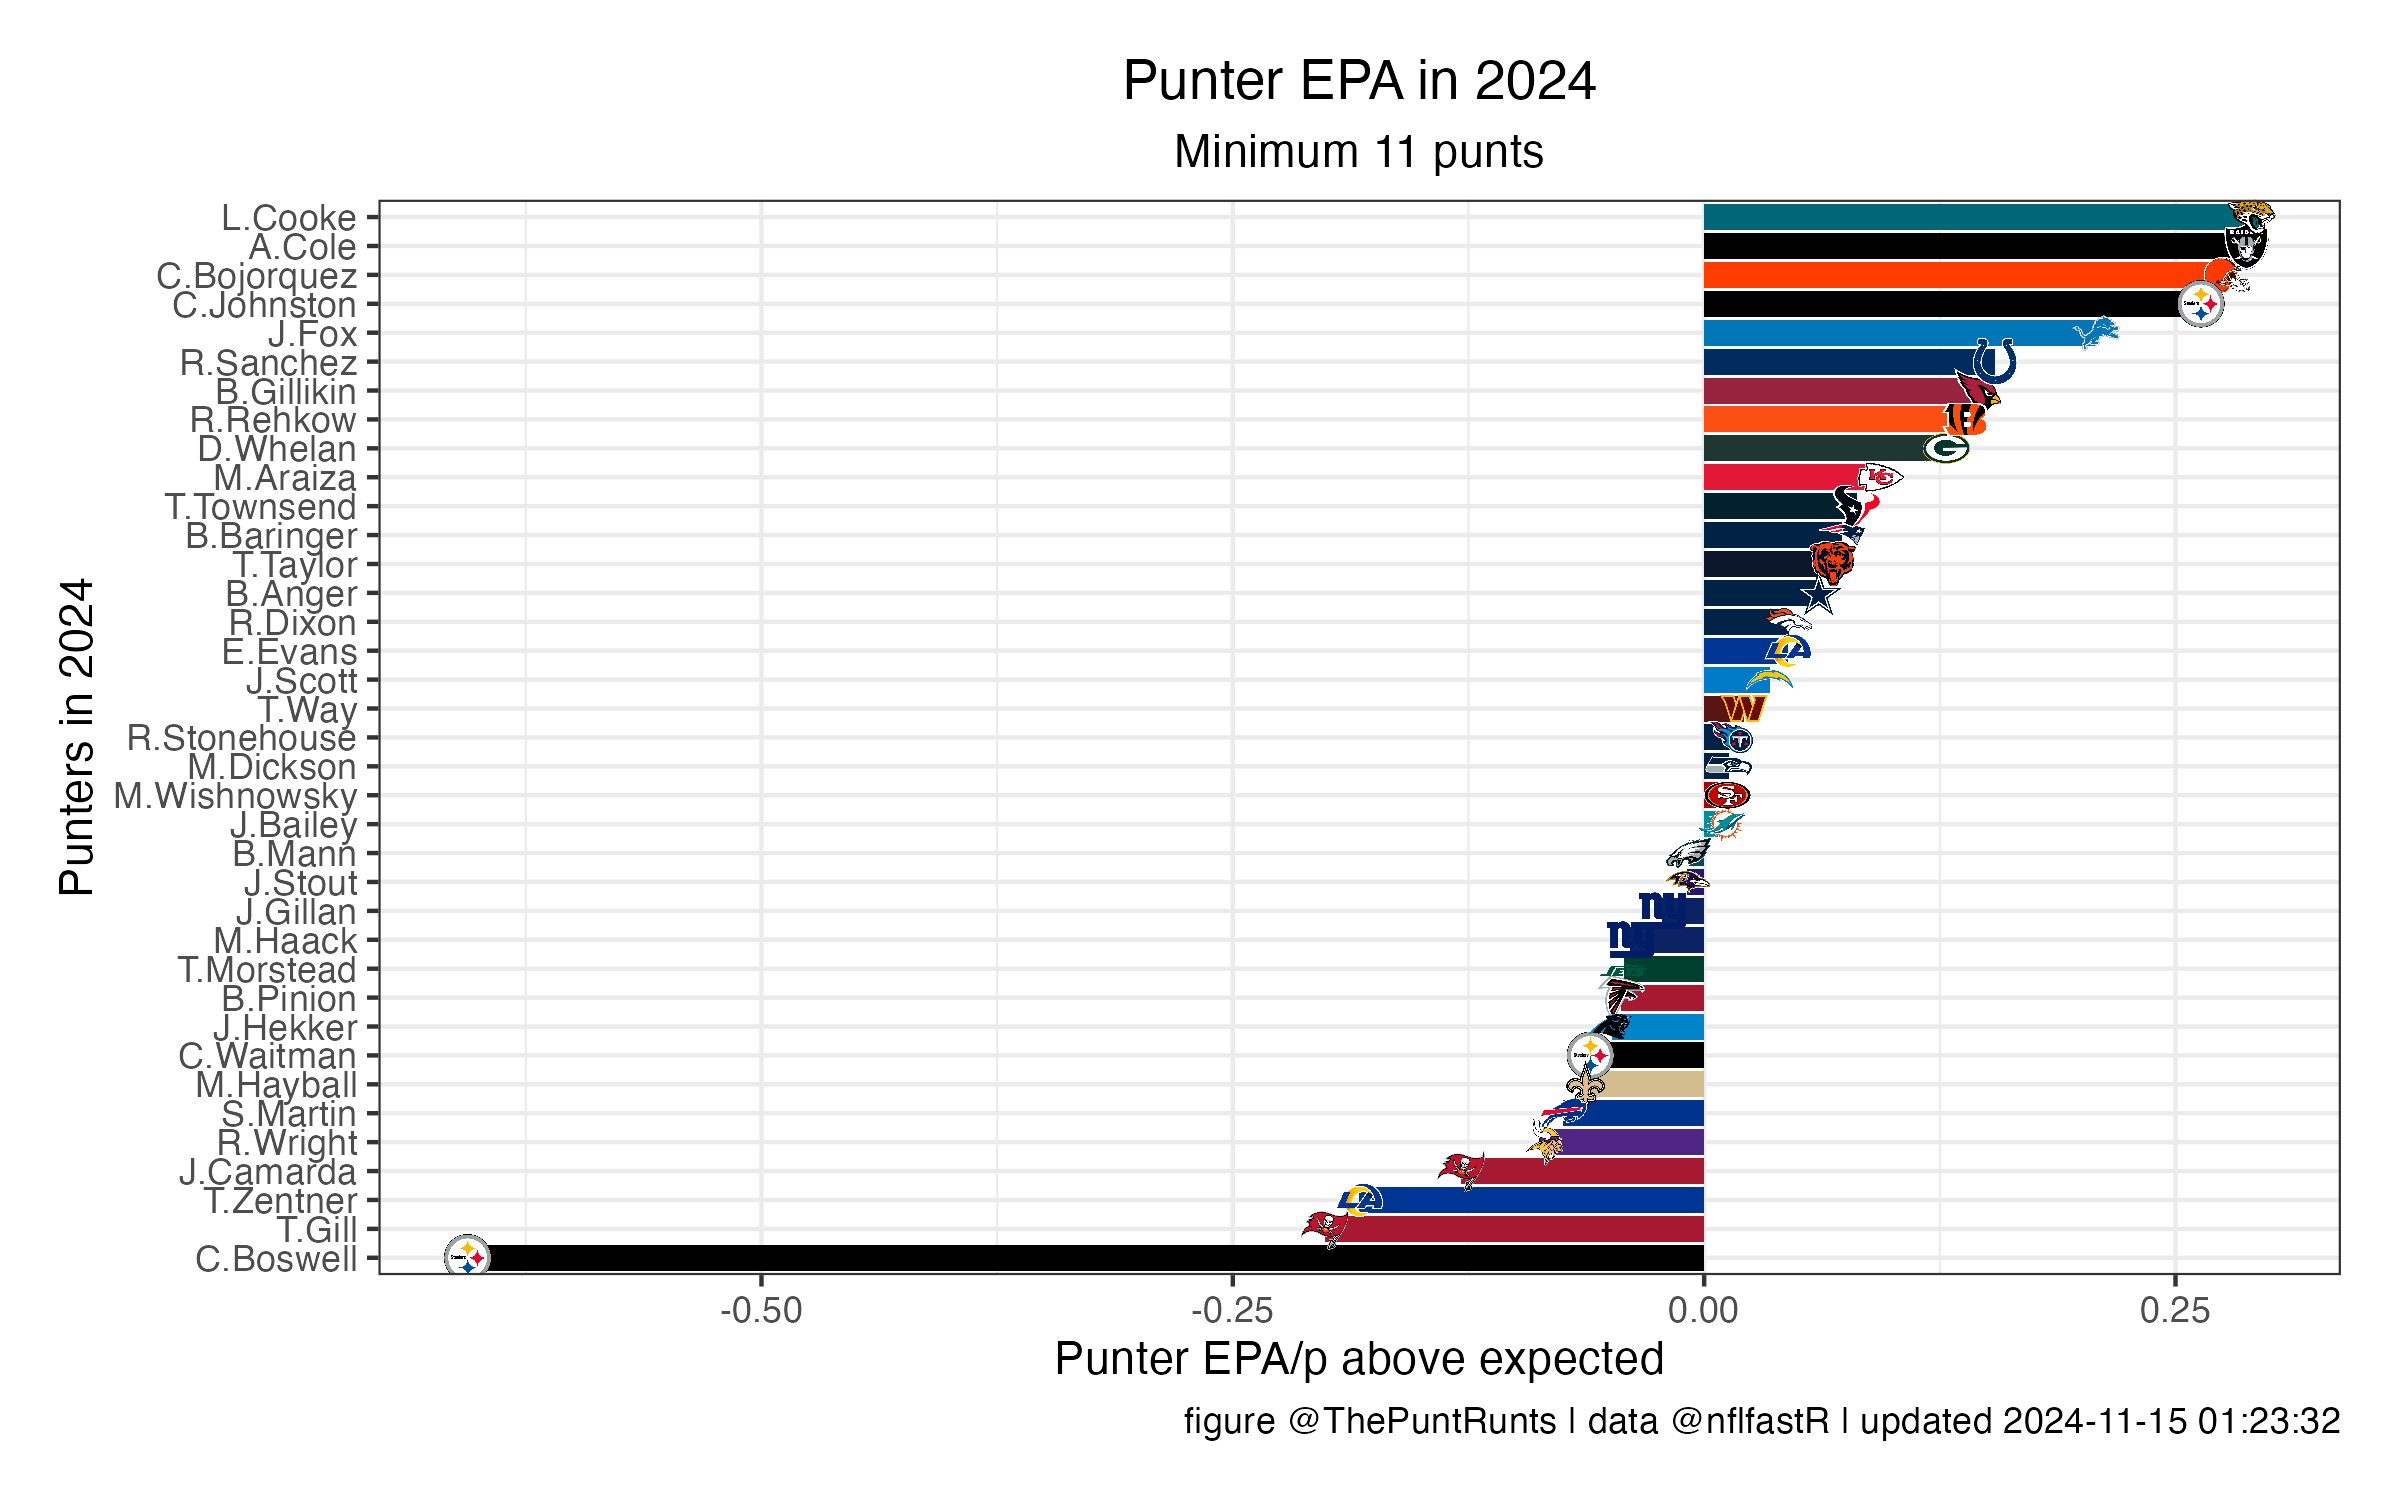 Punter EPA in 2024
Minimum 11 punts
Punters in 2024
L.Cooke
A.Cole
C.Bojorquez
C.Johnston
J.Fox
R.Sanchez
B.Gillikin
R.Rehkow
D.Whelan
M.Araiza
T.Townsend
B.Baringer
T.Taylor
B.Anger
R.Dixon
E.Evans
J.Scott
T.Way
R.Stonehouse
M.Dickson
M.Wishnowsky
J.Bailey
B.Mann
J.Stout
J.Gillan
M.Haack
T.Morstead
B.Pinion
J.Hekker
C.Waitman
M.Hayball
S.Martin
R.Wright
J.Camarda
T.Zentner
T.Gill
C.Boswell
-0.50 -0.25 0.00 0.25
Punter EPA/p above expected
figure @ThePuntRunts | data @nflfastR | updated 2024-11-15 01:23:32